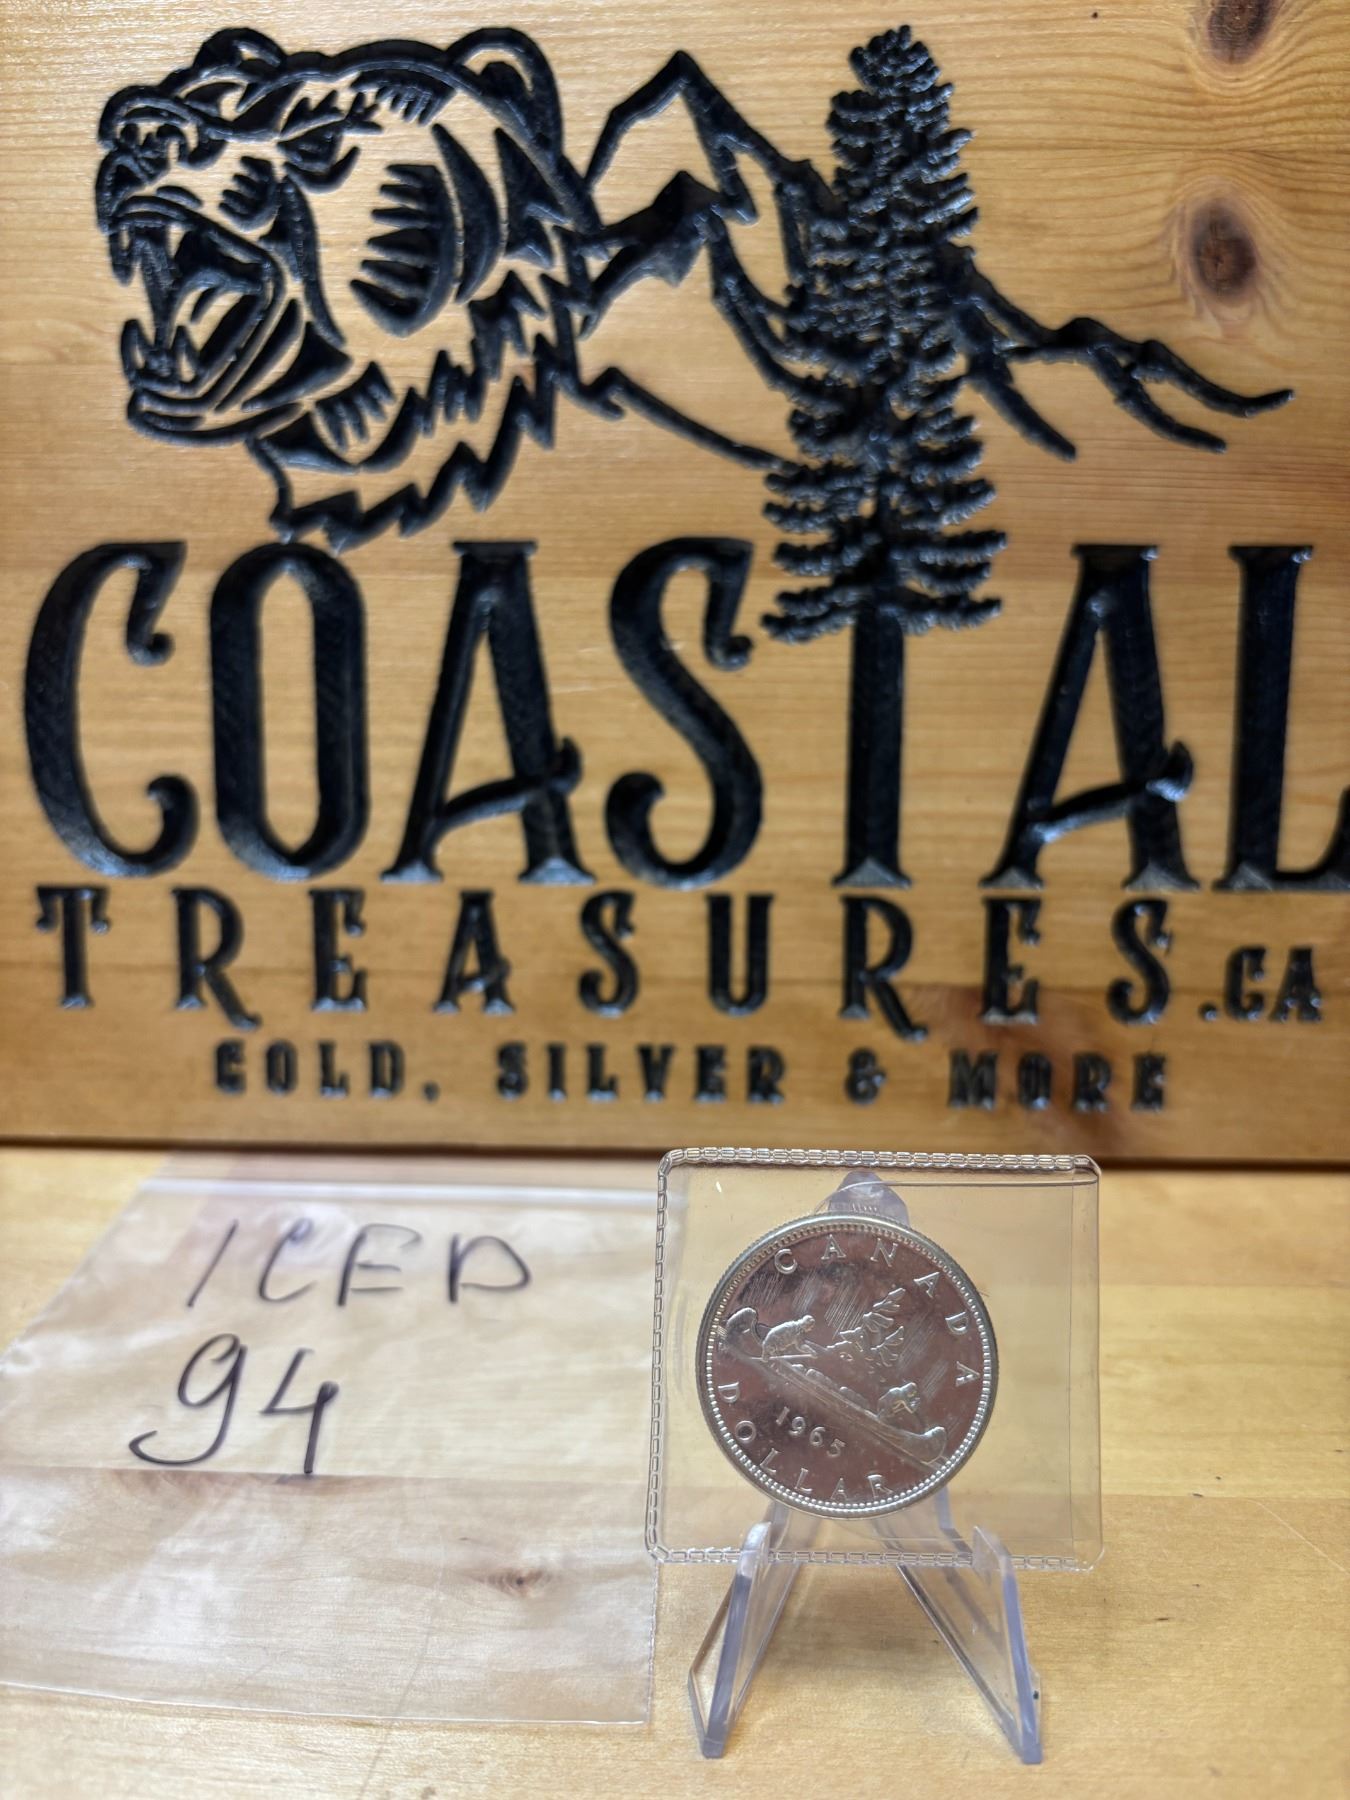 COASTAL
TREASURES.CA
GOLD, SILVER & MORE
ICED
94
CANADA
1965
DOLLAR